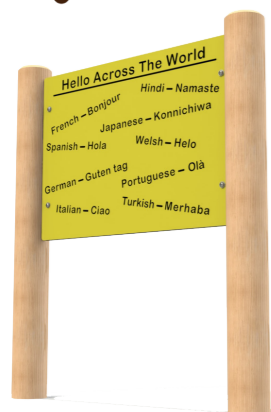 Hello Across The World
Hindi – Namaste
French – Bonjour
Japanese – Konnichiwa
Spanish – Hola
Welsh – Helo
German – Guten tag
Portuguese – Olà
Italian – Ciao
Turkish – Merhaba